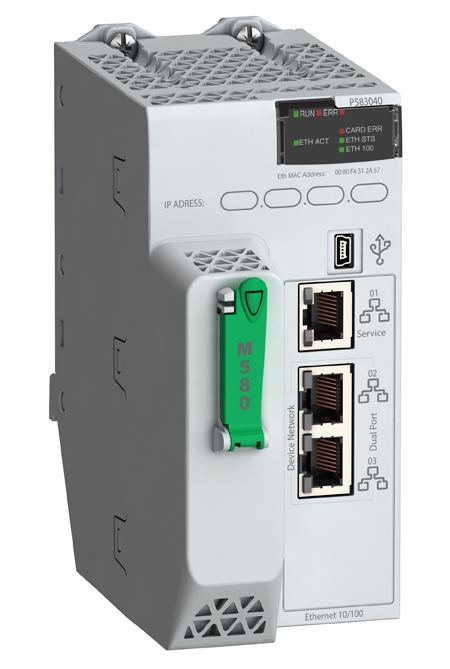 P583040
RUN ERR
CARD ERR
ETH ACT ETH STS
ETH 100
Eth MAC Address 00 80 F4 31 2A 57
IP ADRESS: . . .
01
Service
M580
02
Device Network
Dual Port
03
Ethernet 10/100